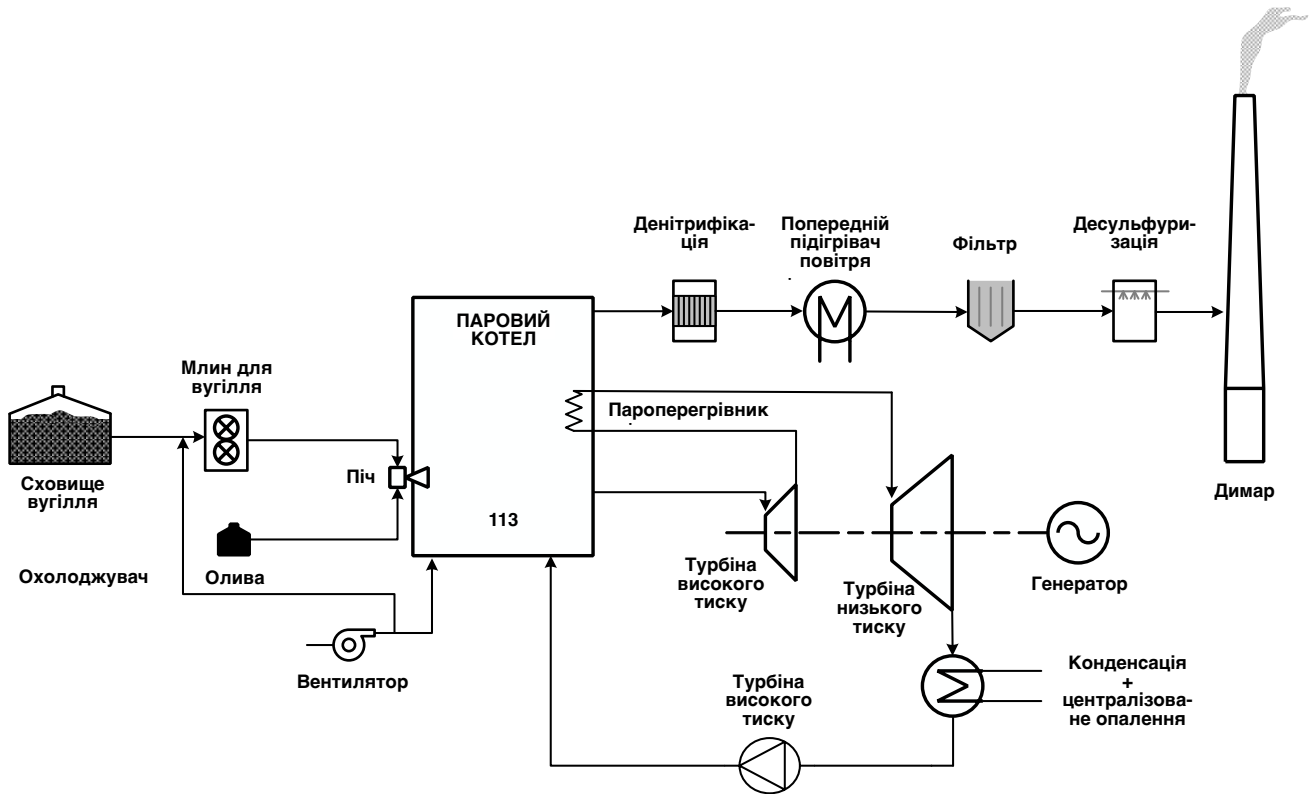 Денітрифіка-
ція
Попередній
підігрівач
повітря
Фільтр
Десульфури-
зація
ПАРОВИЙ
КОТЕЛ
Млин для
вугілля
Пароперегрівник
Сховище
вугілля
Піч
Димар
113
Охолоджувач
Олива
Турбіна
високого
тиску
Турбіна
низького
тиску
Генератор
Вентилятор
Турбіна
високого
тиску
Конденсація
+
централізова-
не опалення